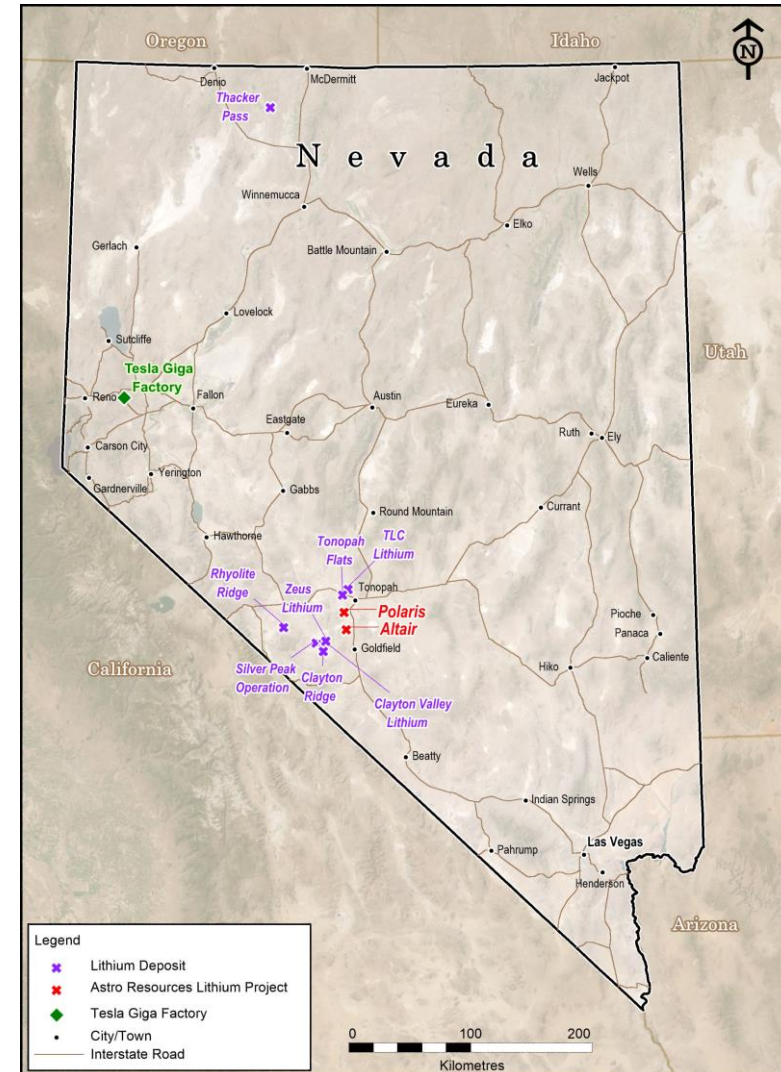 Oregon
Idaho
N
Denio
McDermitt
Jackpot
Thacker
Pass
Nevada
Wells
Winnemucca
Elko
Gerlach
Battle Mountain
Lovelock
Sutcliffe
Utah
Tesla Giga
Factory
Reno
Fallon
Austin
Eureka
Eastgate
Ruth
Ely
Carson City
Yerington
Gardnerville
Gabbs
Currant
Round Mountain
Hawthorne
Tonopah
Flats
TLC
Lithium
Rhyolite
Ridge
Zeus
Lithium
Tonopah
Polaris
Altair
Pioche
Panaca
Goldfield
Caliente
Hiko
California
Silver Peak
Operation
Clayton
Ridge
Clayton Valley
Lithium
Beatty
Indian Springs
Pahrump
Las Vegas
Henderson
Arizona
Legend
Lithium Deposit
Astro Resources Lithium Project
Tesla Giga Factory
City/Town
Interstate Road
0 100 200
Kilometres